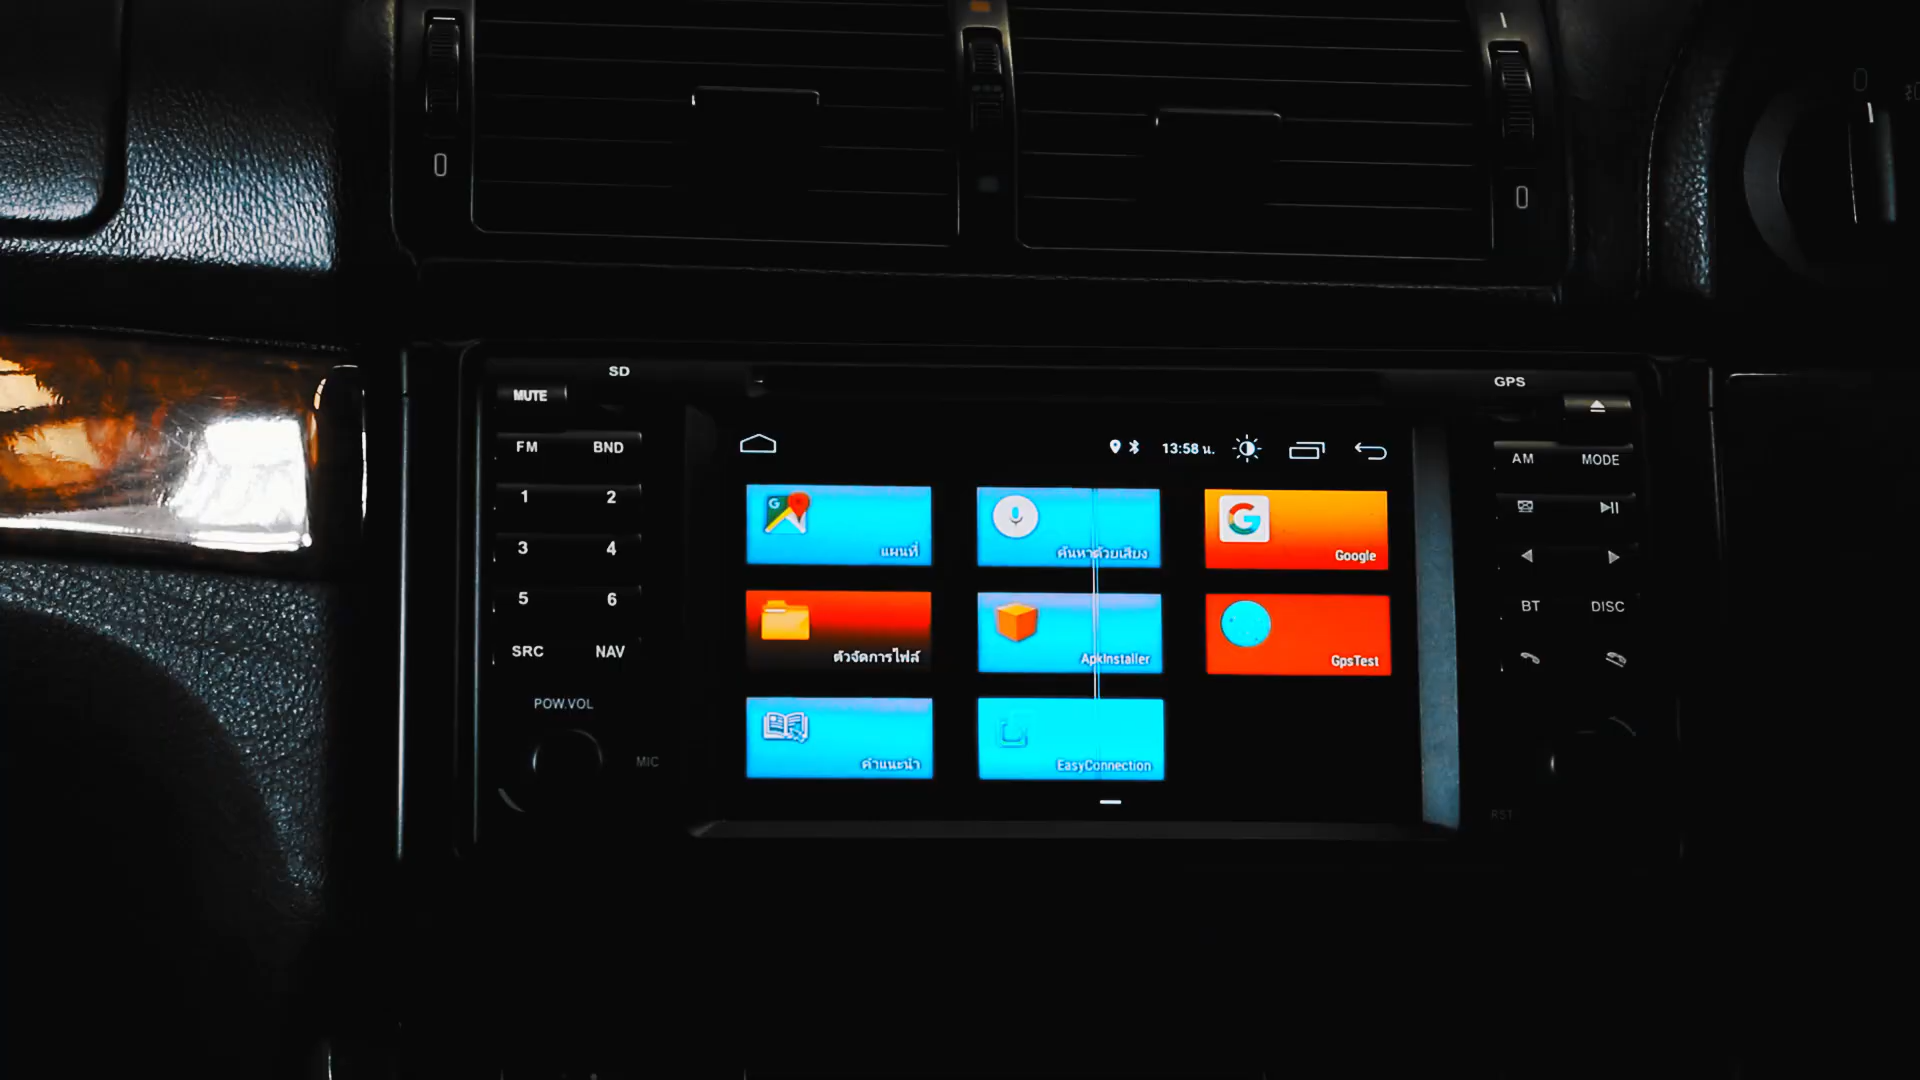 0
0
0
SD
GPS
MUTE
FM
BND
1
2
3
4
5
6
SRC
NAV
POW.VOL
MIC
13:58 น.
แผนที่
ค้นหาด้วยเสียง
Google
ตัวจัดการไฟล์
ApkInstaller
GpsTest
คำแนะนำ
EasyConnection
AM
MODE
BT
DISC
RST